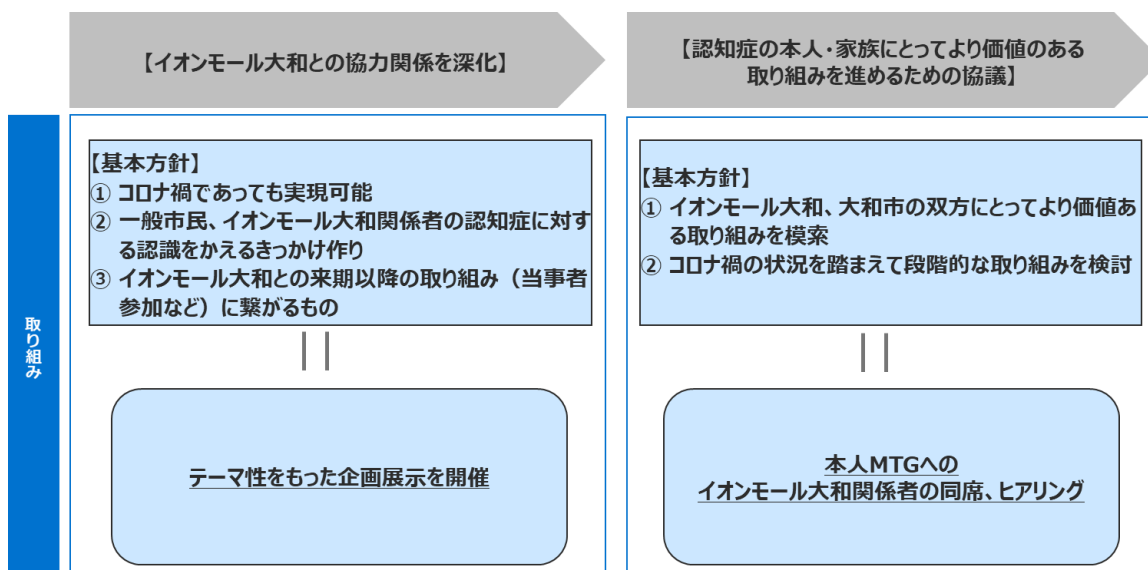 【イオンモール大和との協力関係を深化】
【認知症の本人・家族にとってより価値のある
取り組みを進めるための協議】
取り組み
【基本方針】
① コロナ禍であっても実現可能
② 一般市民、イオンモール大和関係者の認知症に対す
る認識をかえるきっかけ作り
③ イオンモール大和との来期以降の取り組み（当事者
参加など）に繋がるもの
テーマ性をもった企画展示を開催
【基本方針】
① イオンモール大和、大和市の双方にとってより価値あ
る取り組みを模索
② コロナ禍の状況を踏まえて段階的な取り組みを検討
本人MTGへの
イオンモール大和関係者の同席、ヒアリング